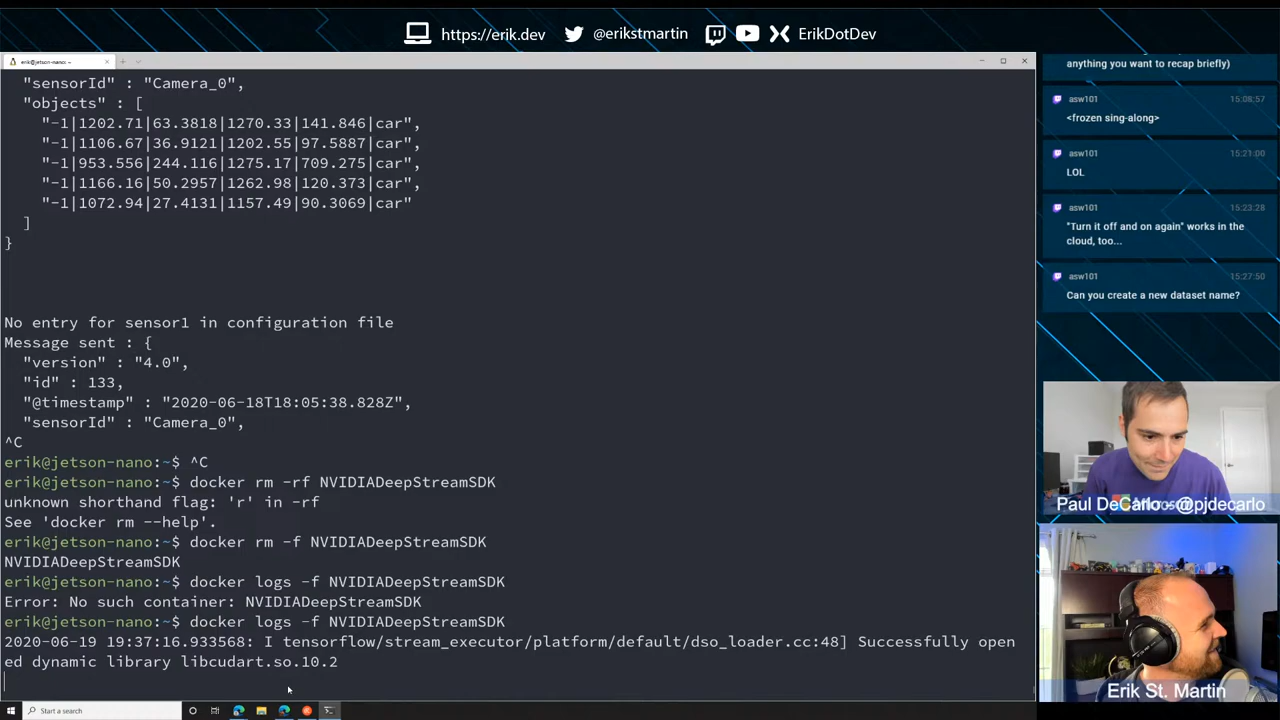 https://erik.dev
@erikstmartin
ErikDotDev
erik@jetson-nano: ~
"sensorId" : "Camera_0",
"objects" : [
"-1|1202.71|63.3818|1270.33|141.846|car",
"-1|1106.67|36.9121|1202.55|97.5887|car",
"-1|953.556|244.116|1275.17|709.275|car",
"-1|1166.16|50.2957|1262.98|120.373|car",
"-1|1072.94|27.4131|1157.49|90.3069|car"
]
}
No entry for sensor1 in configuration file
Message sent : {
"version" : "4.0",
"id" : 133,
"@timestamp" : "2020-06-18T18:05:38.828Z",
"sensorId" : "Camera_0",
^C
erik@jetson-nano:~$ ^C
erik@jetson-nano:~$ docker rm -rf NVIDIADeepStreamSDK
unknown shorthand flag: 'r' in -rf
See 'docker rm --help'.
erik@jetson-nano:~$ docker rm -f NVIDIADeepStreamSDK
NVIDIADeepStreamSDK
erik@jetson-nano:~$ docker logs -f NVIDIADeepStreamSDK
Error: No such container: NVIDIADeepStreamSDK
erik@jetson-nano:~$ docker logs -f NVIDIADeepStreamSDK
2020-06-19 19:37:16.933568: I tensorflow/stream_executor/platform/default/dso_loader.cc:48] Successfully open
ed dynamic library libcudart.so.10.2
Start a search
anything you want to recap briefly)
asw101 15:08:57
<frozen sing-along>
asw101 15:21:00
LOL
asw101 15:23:28
"Turn it off and on again" works in the
cloud, too...
asw101 15:27:50
Can you create a new dataset name?
Paul DeCarlo - @pjdecarlo
Erik St. Martin